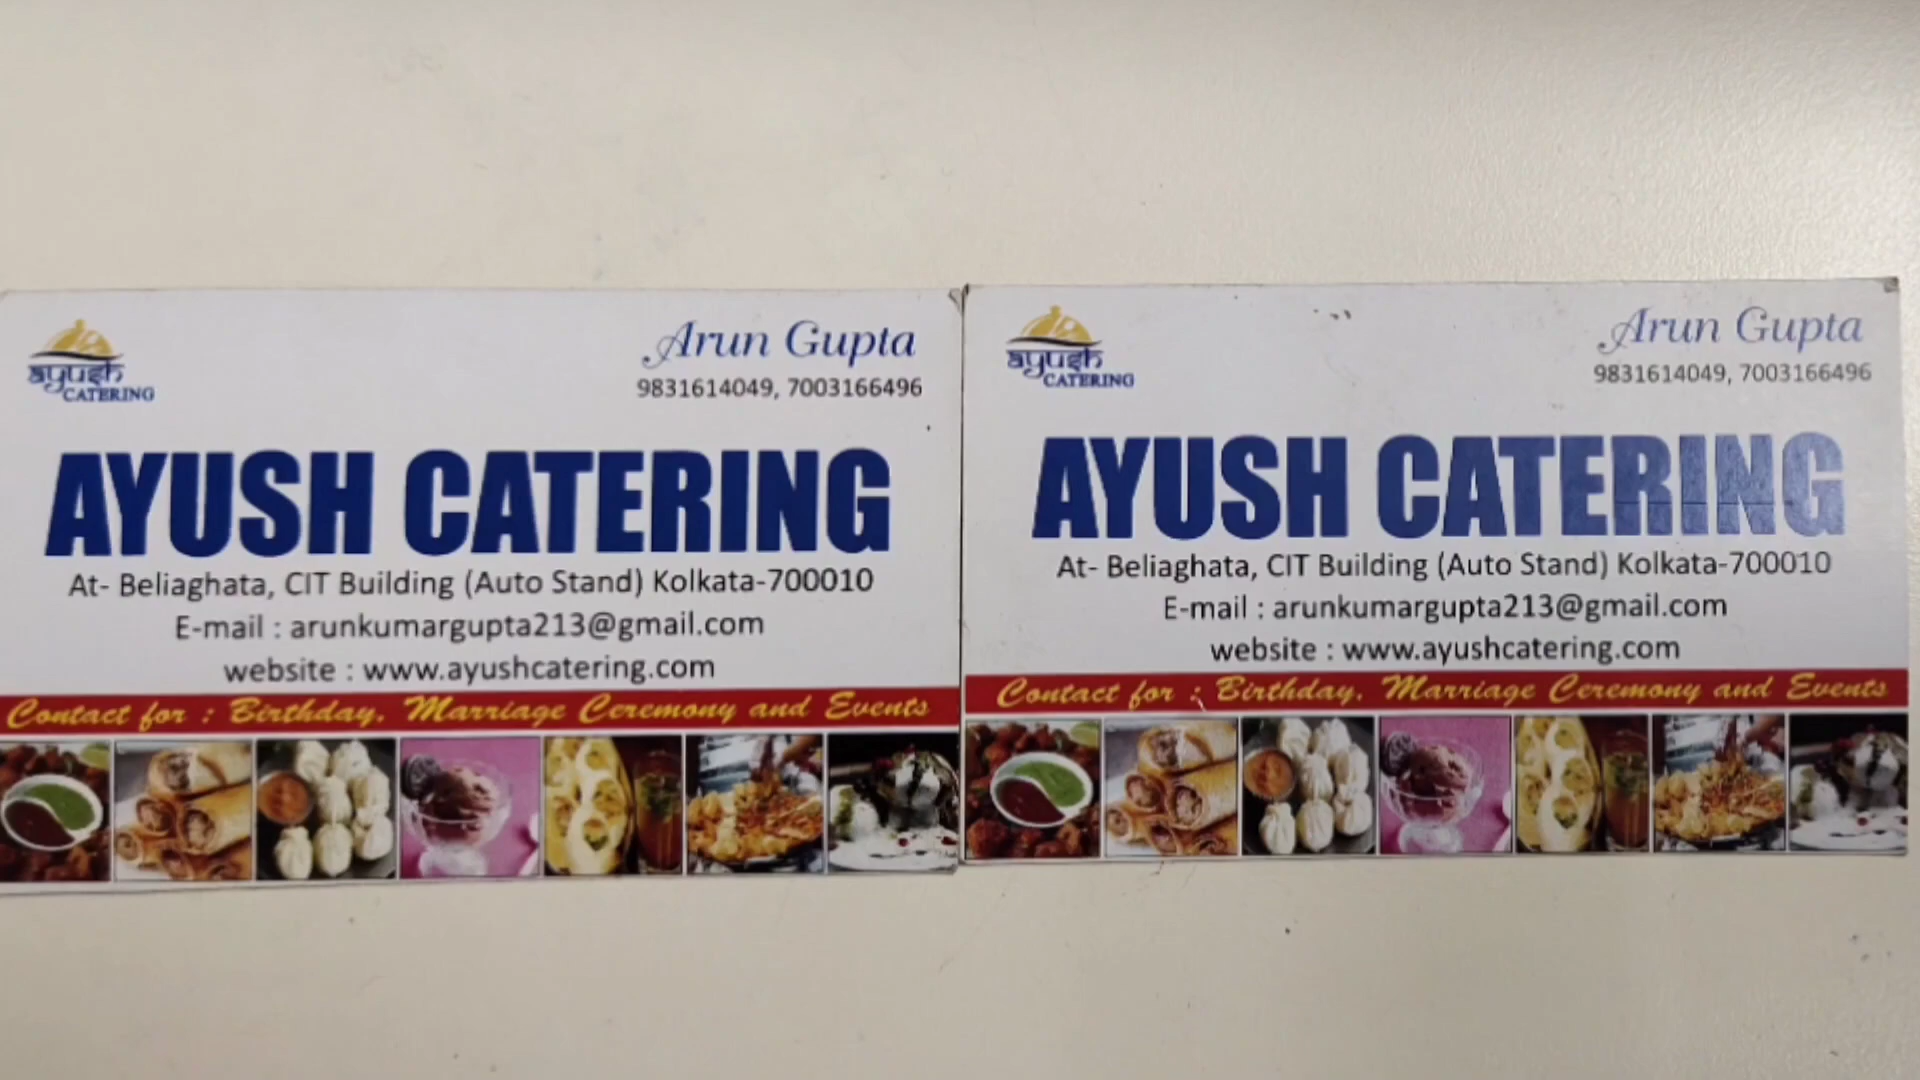 ayush
CATERING
Arun Gupta
9831614049, 7003166496
AYUSH CATERING
At- Beliaghata, CIT Building (Auto Stand) Kolkata-700010
E-mail : arunkumargupta213@gmail.com
website : www.ayushcatering.com
Contact for : Birthday, Marriage Ceremony and Events
ayush
CATERING
Arun Gupta
9831614049, 7003166496
AYUSH CATERING
At- Beliaghata, CIT Building (Auto Stand) Kolkata-700010
E-mail : arunkumargupta213@gmail.com
website : www.ayushcatering.com
Contact for : Birthday, Marriage Ceremony and Events